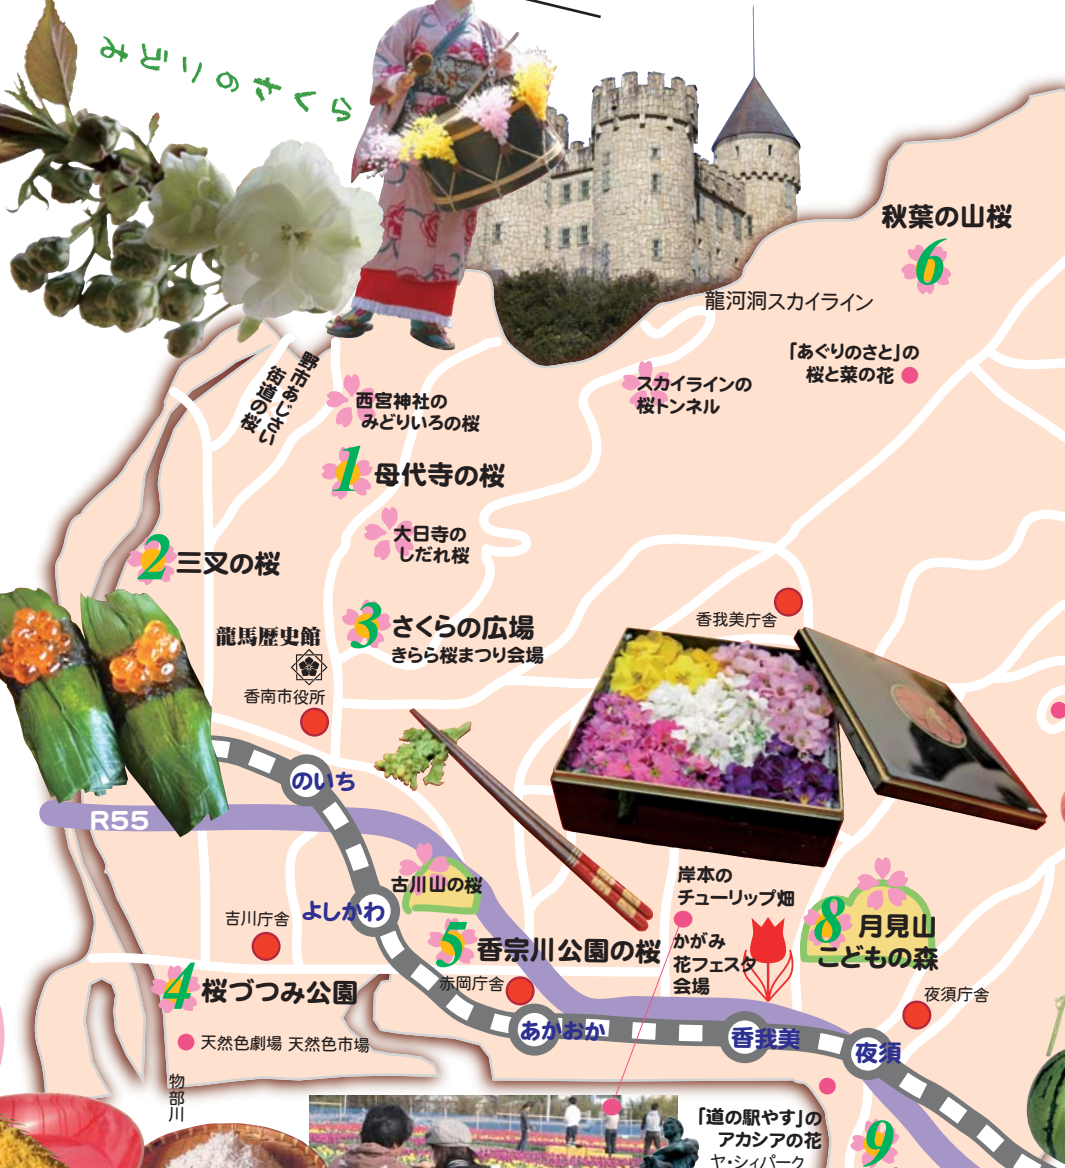 みどりのさくら
秋葉の山桜
6
龍河洞スカイライン
「あぐりのさと」の
桜と菜の花
野市あじさい
街道の桜
西宮神社の
みどりいろの桜
スカイラインの
桜トンネル
1 母代寺の桜
大日寺の
しだれ桜
2 三叉の桜
3 さくらの広場
きらら桜まつり会場
香我美庁舎
龍馬歴史館
香南市役所
のいち
R55
古川山の桜
よしかわ
吉川庁舎
岸本の
チューリップ畑
8 月見山
こどもの森
5 香宗川公園の桜
かがみ
花フェスタ
会場
赤岡庁舎
4 桜づつみ公園
夜須庁舎
あかおか
香我美
夜須
天然色劇場 天然色市場
物部川
「道の駅やす」の
アカシアの花
ヤ・シィパーク
9